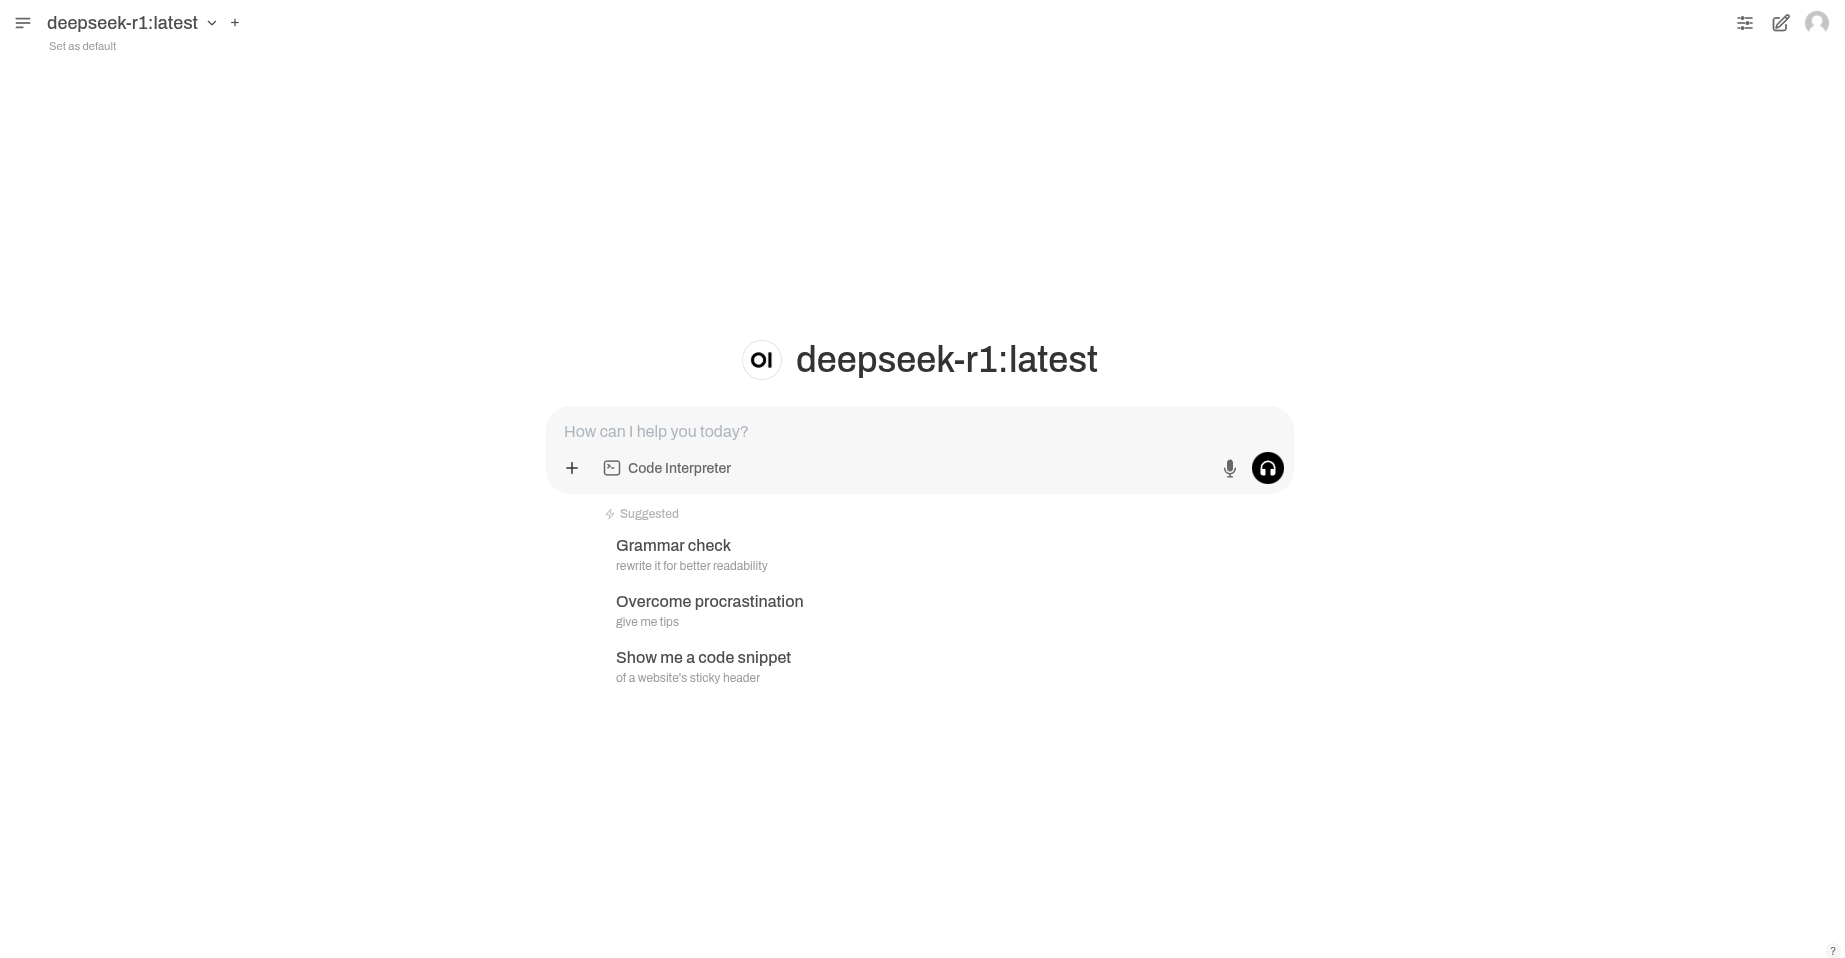 deepseek-r1:latest
Set as default
OI deepseek-r1:latest
How can I help you today?
Code Interpreter
Suggested
Grammar check
rewrite it for better readability
Overcome procrastination
give me tips
Show me a code snippet
of a website's sticky header
?